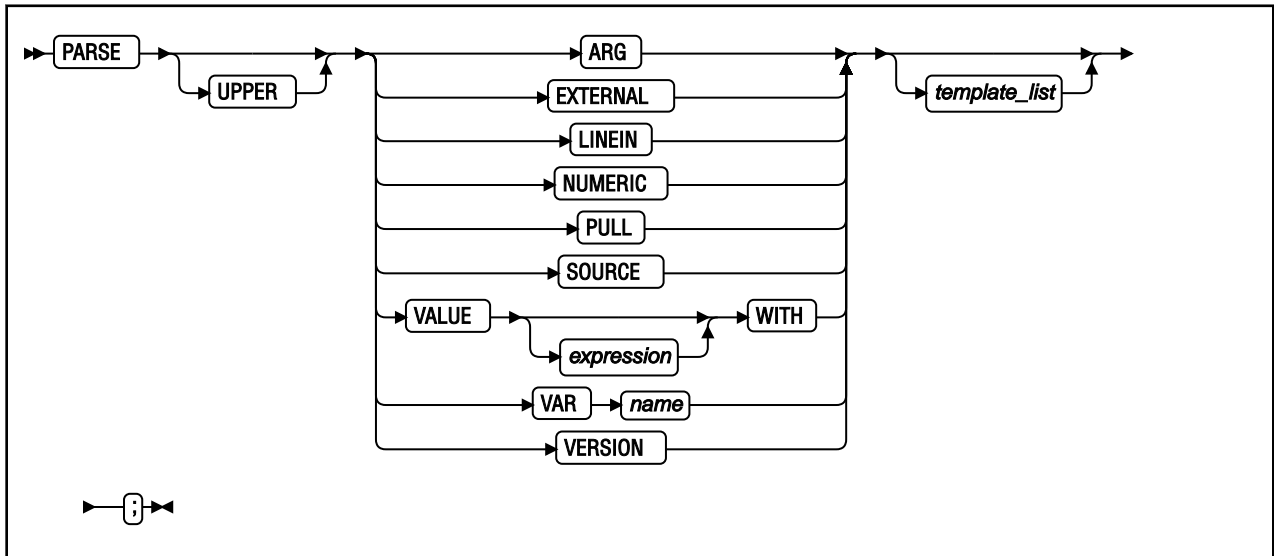 PARSE
UPPER
ARG
EXTERNAL
LINEIN
NUMERIC
PULL
SOURCE
VALUE
expression
WITH
VAR name
VERSION
template_list
;